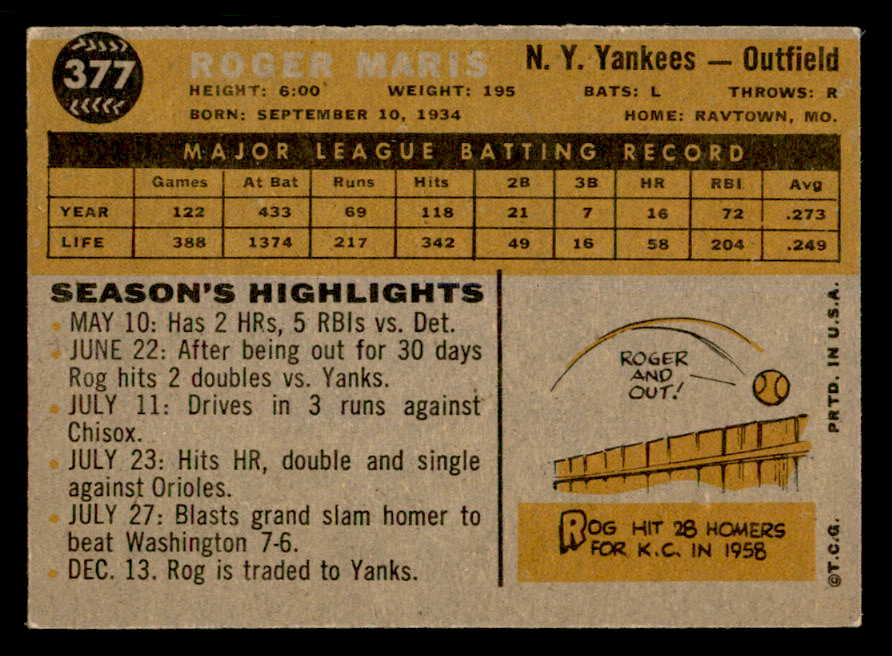 377
ROGER MARIS
N. Y. Yankees — Outfield
HEIGHT: 6:00 WEIGHT: 195 BATS: L THROWS: R
BORN: SEPTEMBER 10, 1934 HOME: RAYTOWN, MO.
MAJOR LEAGUE BATTING RECORD
Games At Bat Runs Hits 2B 3B HR RBI Avg
YEAR 122 433 69 118 21 7 16 72 .273
LIFE 388 1374 217 342 49 16 58 204 .249
SEASON'S HIGHLIGHTS
• MAY 10: Has 2 HRs, 5 RBIs vs. Det.
• JUNE 22: After being out for 30 days
Rog hits 2 doubles vs. Yanks.
• JULY 11: Drives in 3 runs against
Chisox.
• JULY 23: Hits HR, double and single
against Orioles.
• JULY 27: Blasts grand slam homer to
beat Washington 7-6.
• DEC. 13. Rog is traded to Yanks.
ROGER
AND
OUT!
ROG HIT 28 HOMERS
FOR K.C. IN 1958
©T.C.G. PRTD. IN U.S.A.